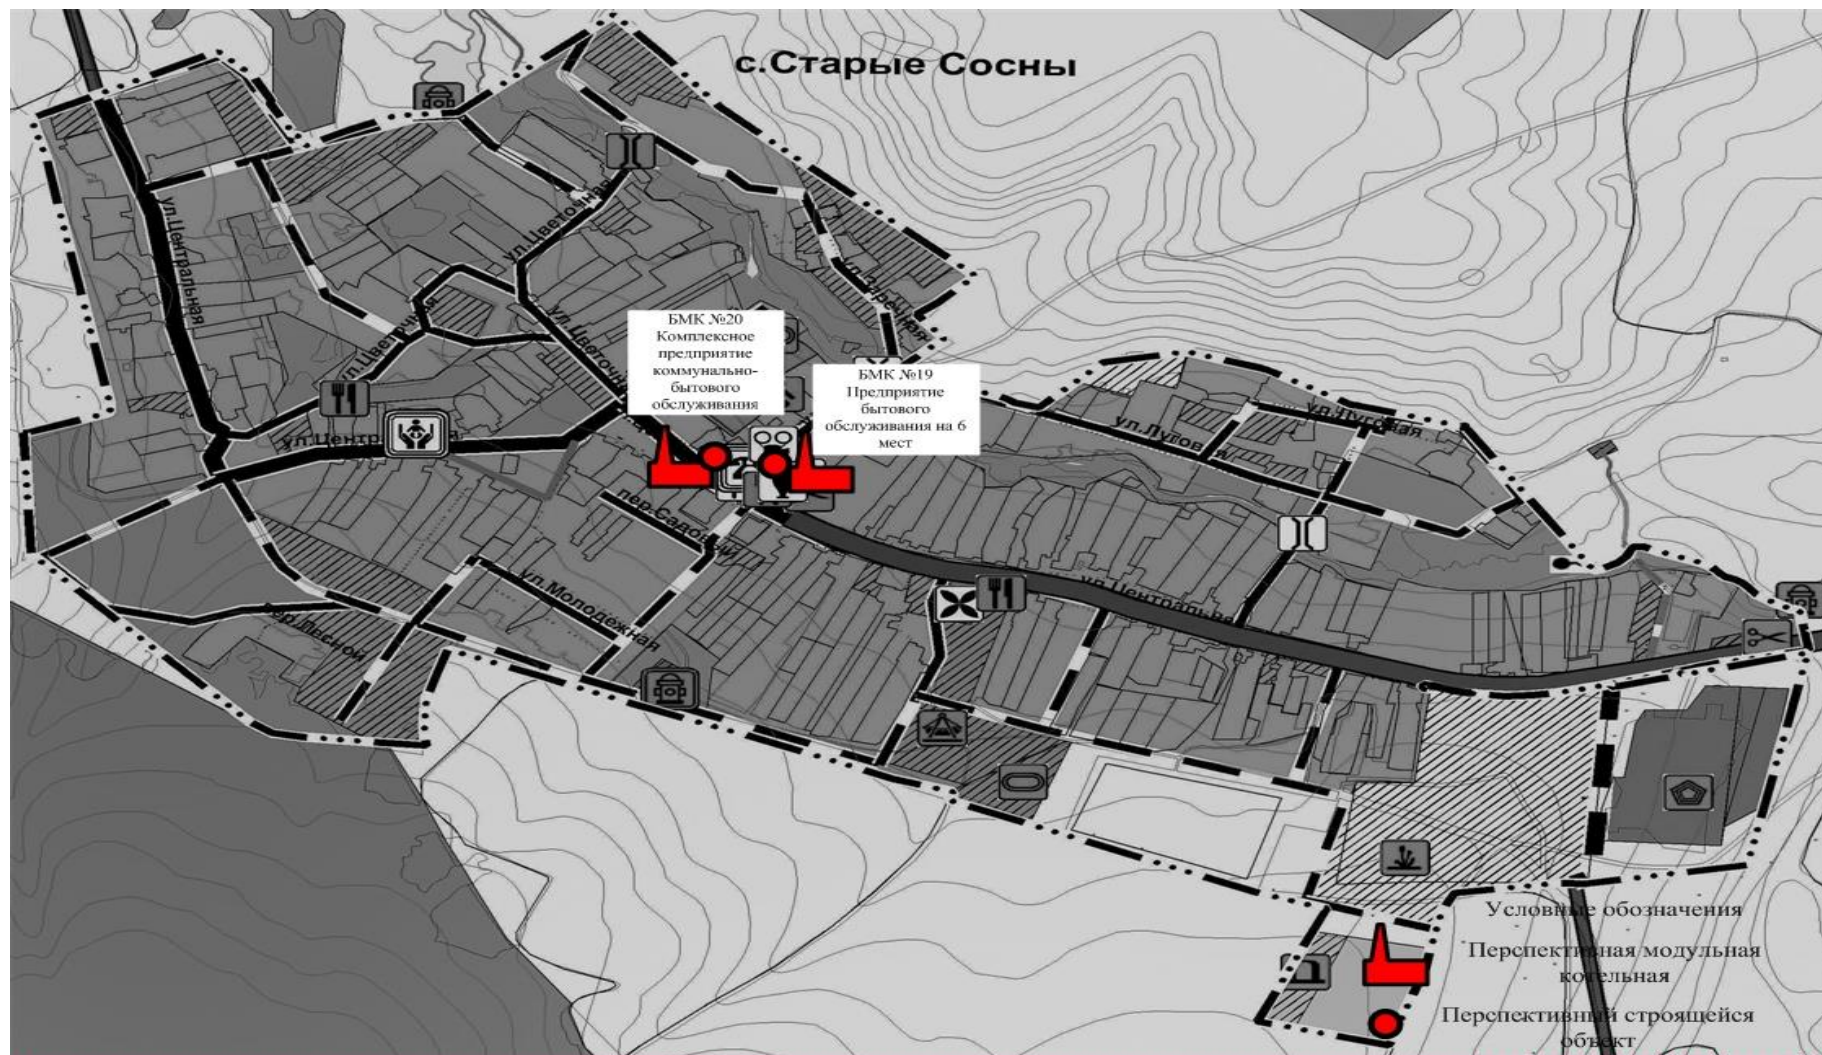 с.Старые Сосны
ул.Центральная
ул.Цветочная
ул.Заречная
ул.Цветочная
БМК №20
Комплексное
предприятие
коммунально-
бытового
обслуживания
БМК №19
Предприятие
бытового
обслуживания на 6
мест
ул.Луговая
ул.Луговая
пер.Садовый
ул.Молодежная
ул.Центральная
пер.Лесной
Условные обозначения
Перспективная модульная
котельная
Перспективный строящейся
объект